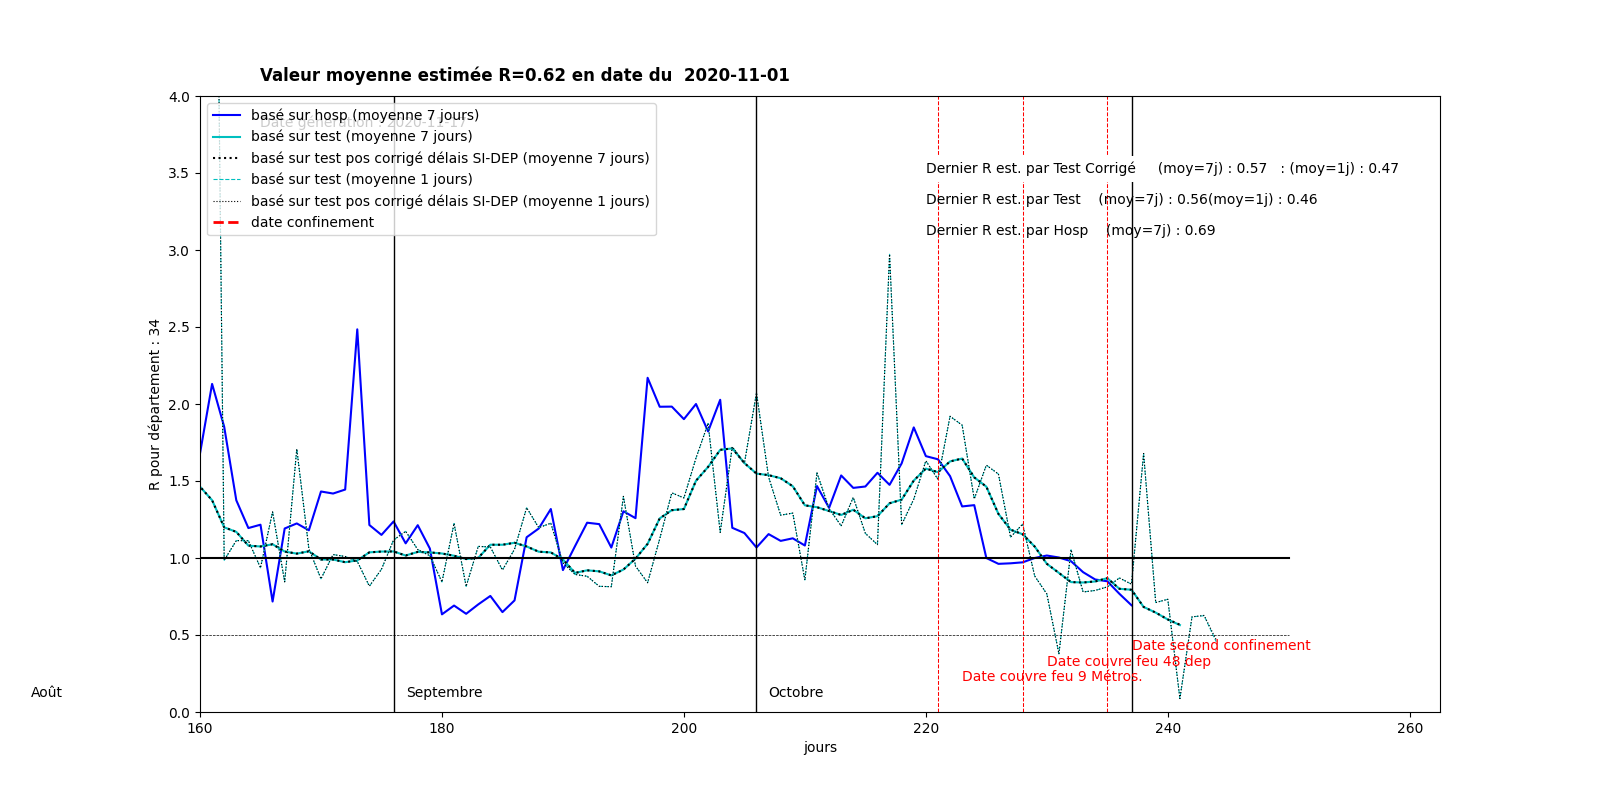 Valeur moyenne estimée R=0.62 en date du  2020-11-01
4.0
3.5
3.0
2.5
2.0
1.5
1.0
0.5
0.0
R pour département : 34
Date génération : 2020-11-17
basé sur hosp (moyenne 7 jours)
basé sur test (moyenne 7 jours)
basé sur test pos corrigé délais SI-DEP (moyenne 7 jours)
basé sur test (moyenne 1 jours)
basé sur test pos corrigé délais SI-DEP (moyenne 1 jours)
date confinement
Dernier R est. par Test Corrigé     (moy=7j) : 0.57   : (moy=1j) : 0.47
Dernier R est. par Test    (moy=7j) : 0.56(moy=1j) : 0.46
Dernier R est. par Hosp    (moy=7j) : 0.69
Date second confinement
Date couvre feu 48 dep
Date couvre feu 9 Métros.
Août
Septembre
Octobre
160
180
200
220
240
260
jours